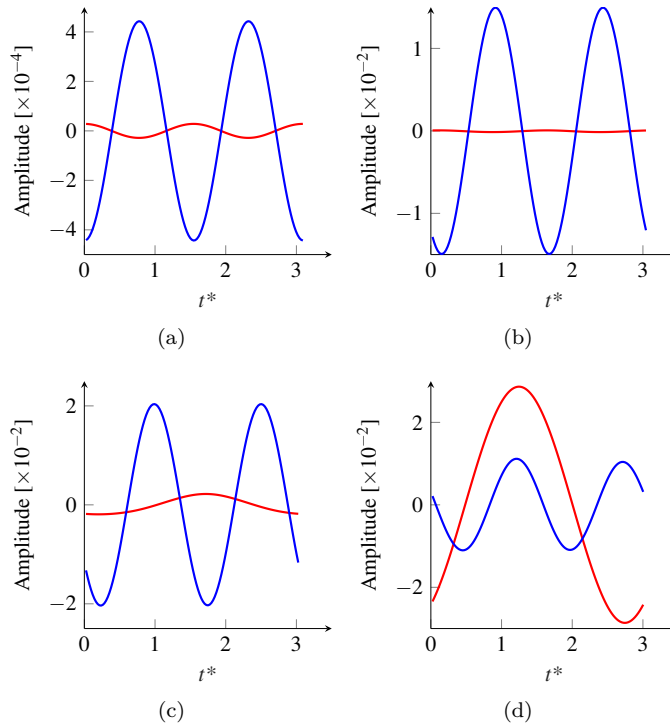 Amplitude [×10⁻⁴]
4
2
0
−2
−4
0 1 2 3
t*
(a)
Amplitude [×10⁻²]
1
0
−1
0 1 2 3
t*
(b)
Amplitude [×10⁻²]
2
0
−2
0 1 2 3
t*
(c)
Amplitude [×10⁻²]
2
0
−2
0 1 2 3
t*
(d)